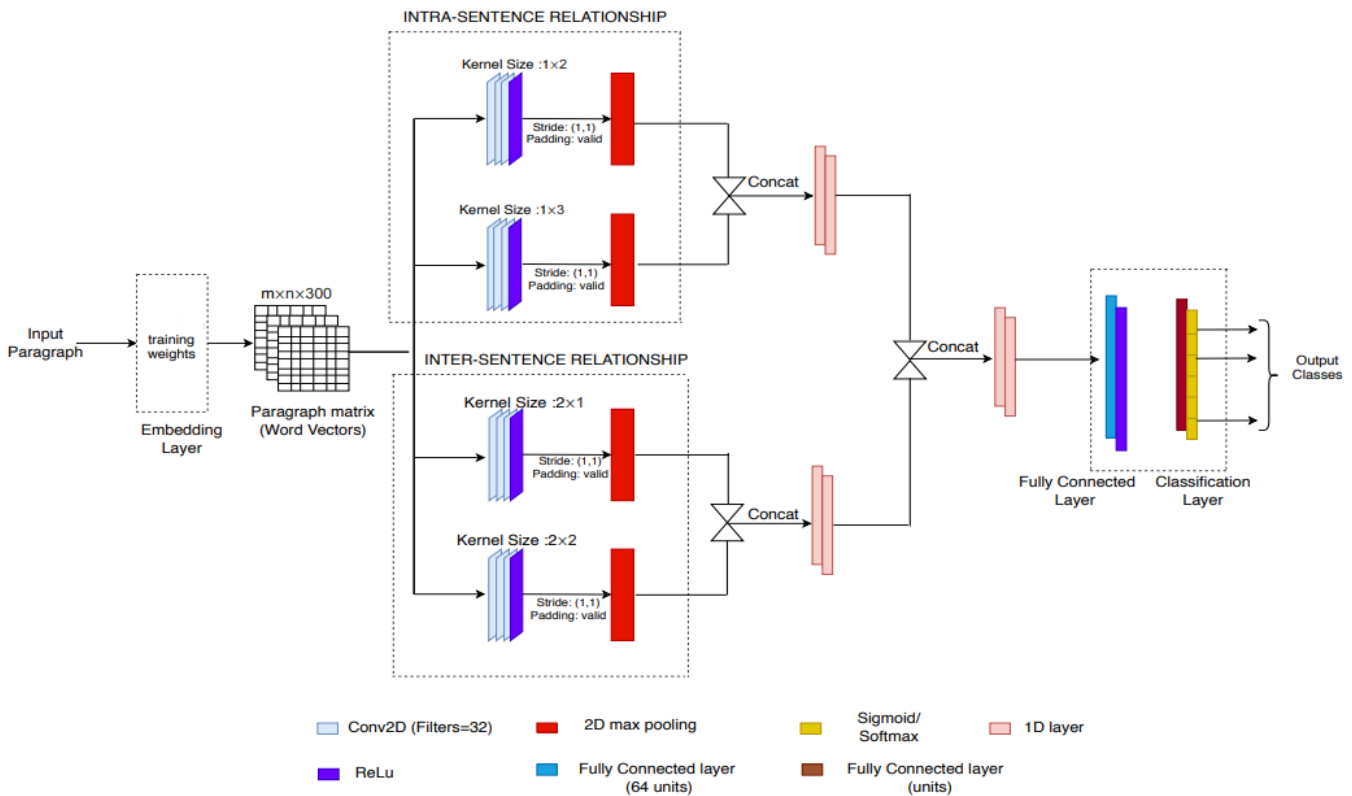 INTRA-SENTENCE RELATIONSHIP
Kernel Size :1×2
Stride: (1,1)
Padding: valid
Kernel Size :1×3
Stride: (1,1)
Padding: valid
Concat
Input
Paragraph
training
weights
Embedding
Layer
m×n×300
Paragraph matrix
(Word Vectors)
INTER-SENTENCE RELATIONSHIP
Kernel Size :2×1
Stride: (1,1)
Padding: valid
Kernel Size :2×2
Stride: (1,1)
Padding: valid
Concat
Concat
Fully Connected
Layer
Classification
Layer
Output
Classes
Conv2D (Filters=32)
2D max pooling
Sigmoid/
Softmax
1D layer
ReLu
Fully Connected layer
(64 units)
Fully Connected layer
(units)